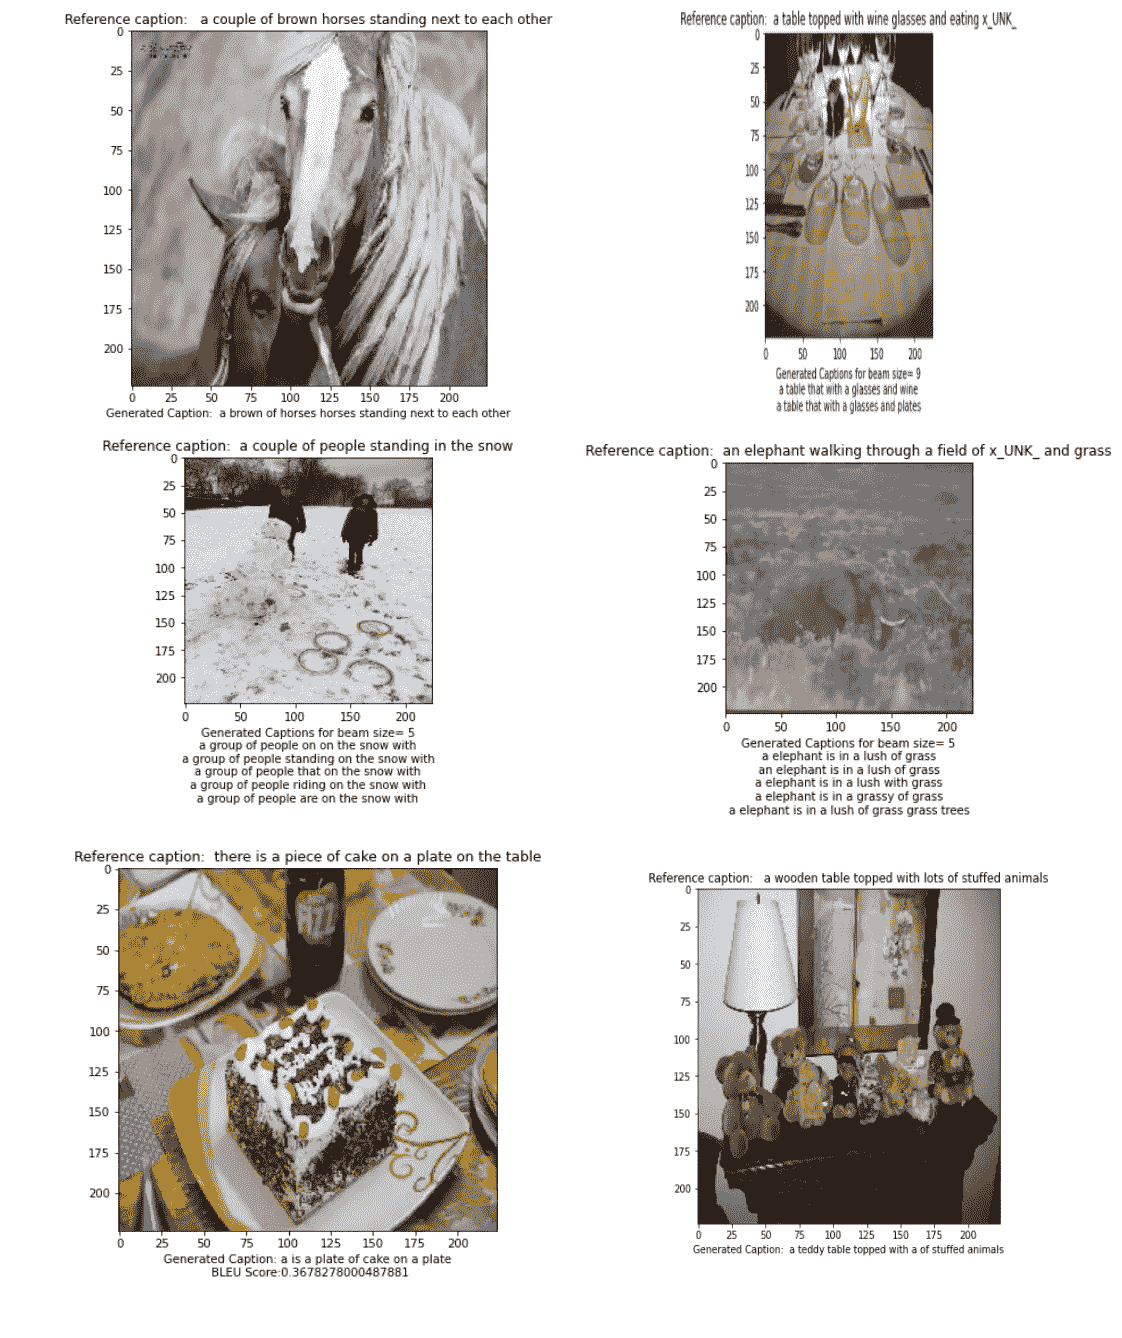 Reference caption: a couple of brown horses standing next to each other
0
25
50
75
100
125
150
175
200
0 25 50 75 100 125 150 175 200
Generated Caption: a brown of horses horses standing next to each other
Reference caption: a table topped with wine glasses and eating x_UNK_
0
25
50
75
100
125
150
175
200
0 50 100 150 200
Generated Captions for beam size= 9
a table that with a glasses and wine
a table that with a glasses and plates
Reference caption: a couple of people standing in the snow
0
25
50
75
100
125
150
175
200
0 50 100 150 200
Generated Captions for beam size= 5
a group of people on on the snow with
a group of people standing on the snow with
a group of people that on the snow with
a group of people riding on the snow with
a group of people are on the snow with
Reference caption: an elephant walking through a field of x_UNK_ and grass
0
25
50
75
100
125
150
175
200
0 50 100 150 200
Generated Captions for beam size= 5
a elephant is in a lush of grass
an elephant is in a lush of grass
a elephant is in a lush with grass
a elephant is in a grassy of grass
a elephant is in a lush of grass grass trees
Reference caption: there is a piece of cake on a plate on the table
0
25
50
75
100
125
150
175
200
0 25 50 75 100 125 150 175 200
Generated Caption: a is a plate of cake on a plate
BLEU Score:0.3678278000487881
Reference caption: a wooden table topped with lots of stuffed animals
0
25
50
75
100
125
150
175
200
0 25 50 75 100 125 150 175 200
Generated Caption: a teddy table topped with a of stuffed animals